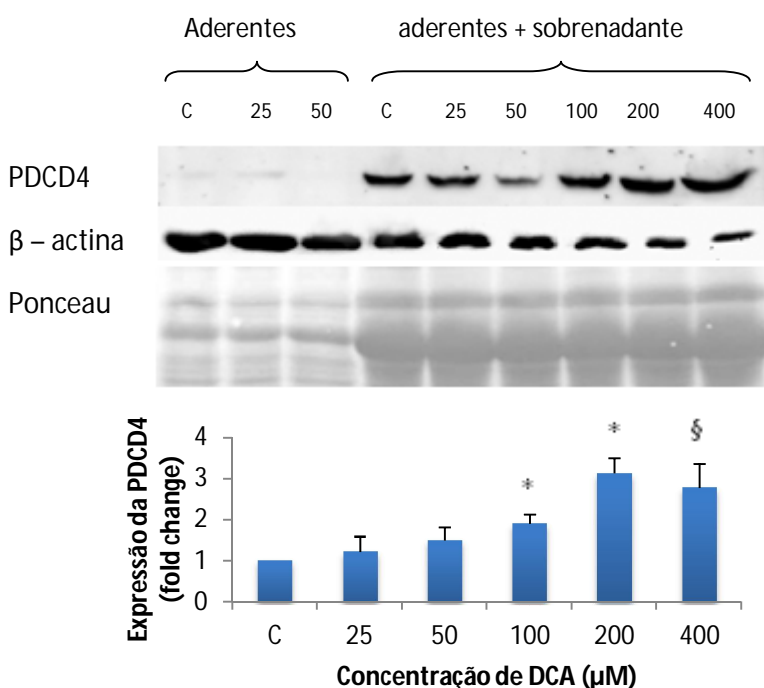 Aderentes aderentes + sobrenadante
C 25 50 C 25 50 100 200 400
PDCD4
β – actina
Ponceau
Expressão da PDCD4
(fold change)
4
3
2
1
0
* * §
C 25 50 100 200 400
Concentração de DCA (µM)